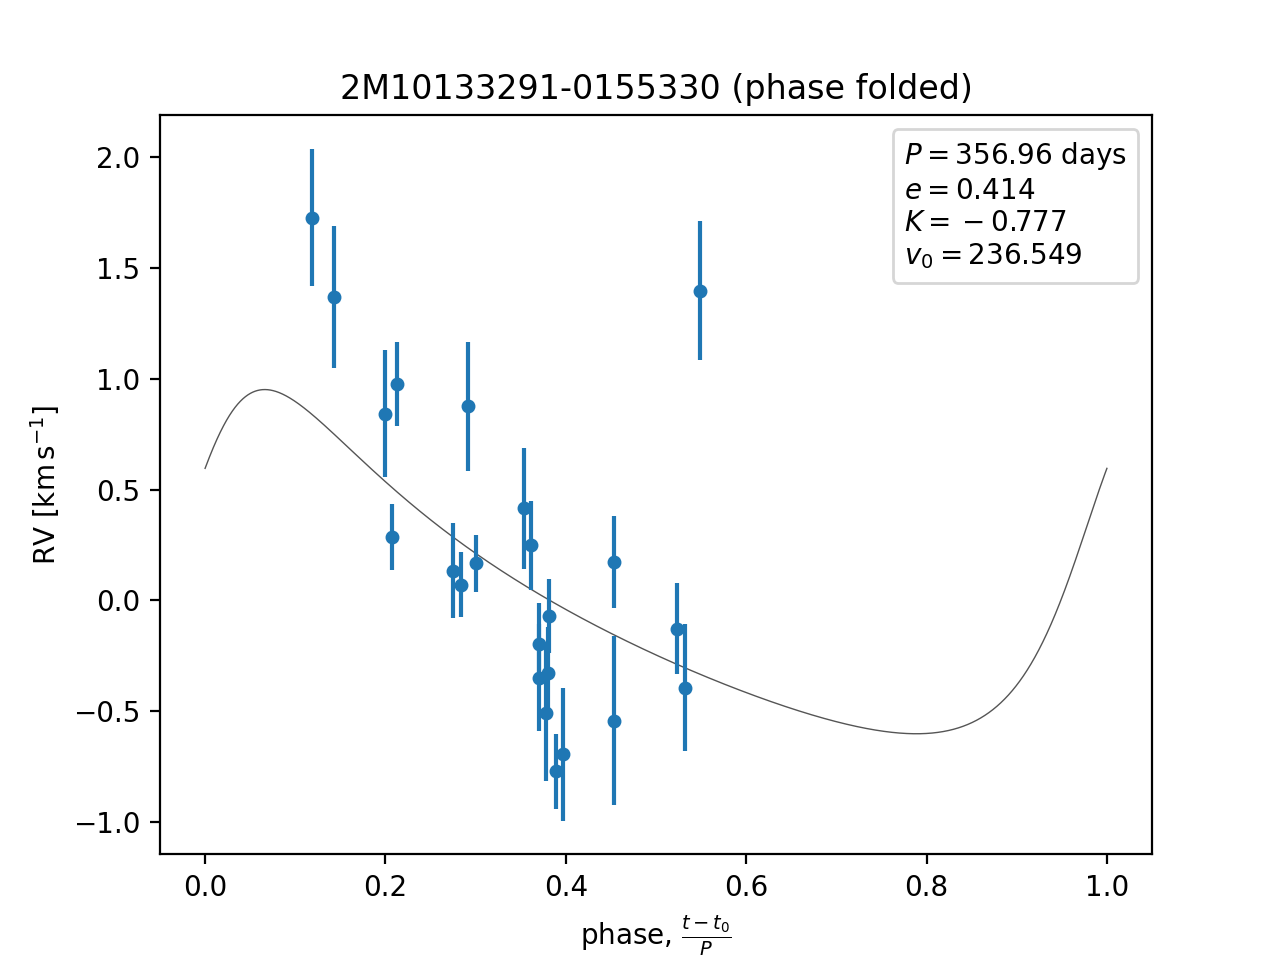 2M10133291-0155330 (phase folded)
P = 356.96 days
e = 0.414
K = −0.777
v₀ = 236.549
2.0
1.5
1.0
0.5
0.0
−0.5
−1.0
RV [km s⁻¹]
0.0 0.2 0.4 0.6 0.8 1.0
phase, (t − t₀)/P